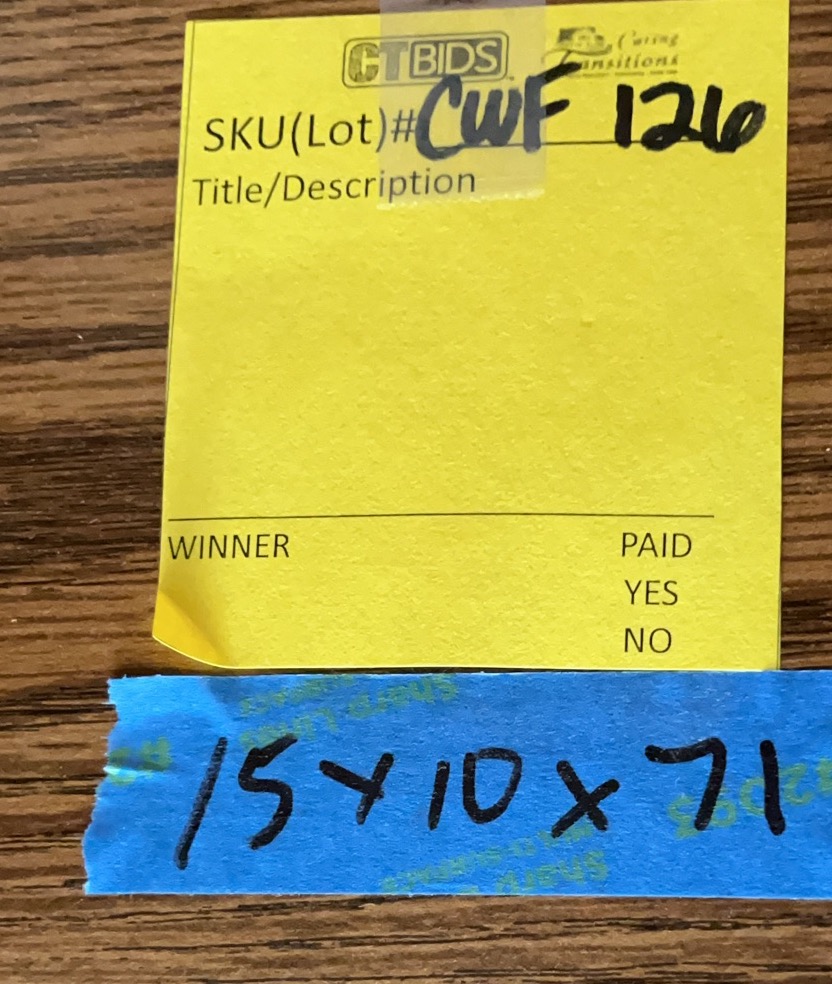 CTBIDS Caring Transitions
SKU(Lot)# CWF 126
Title/Description
WINNER PAID
YES
NO
15 x 10 x 71